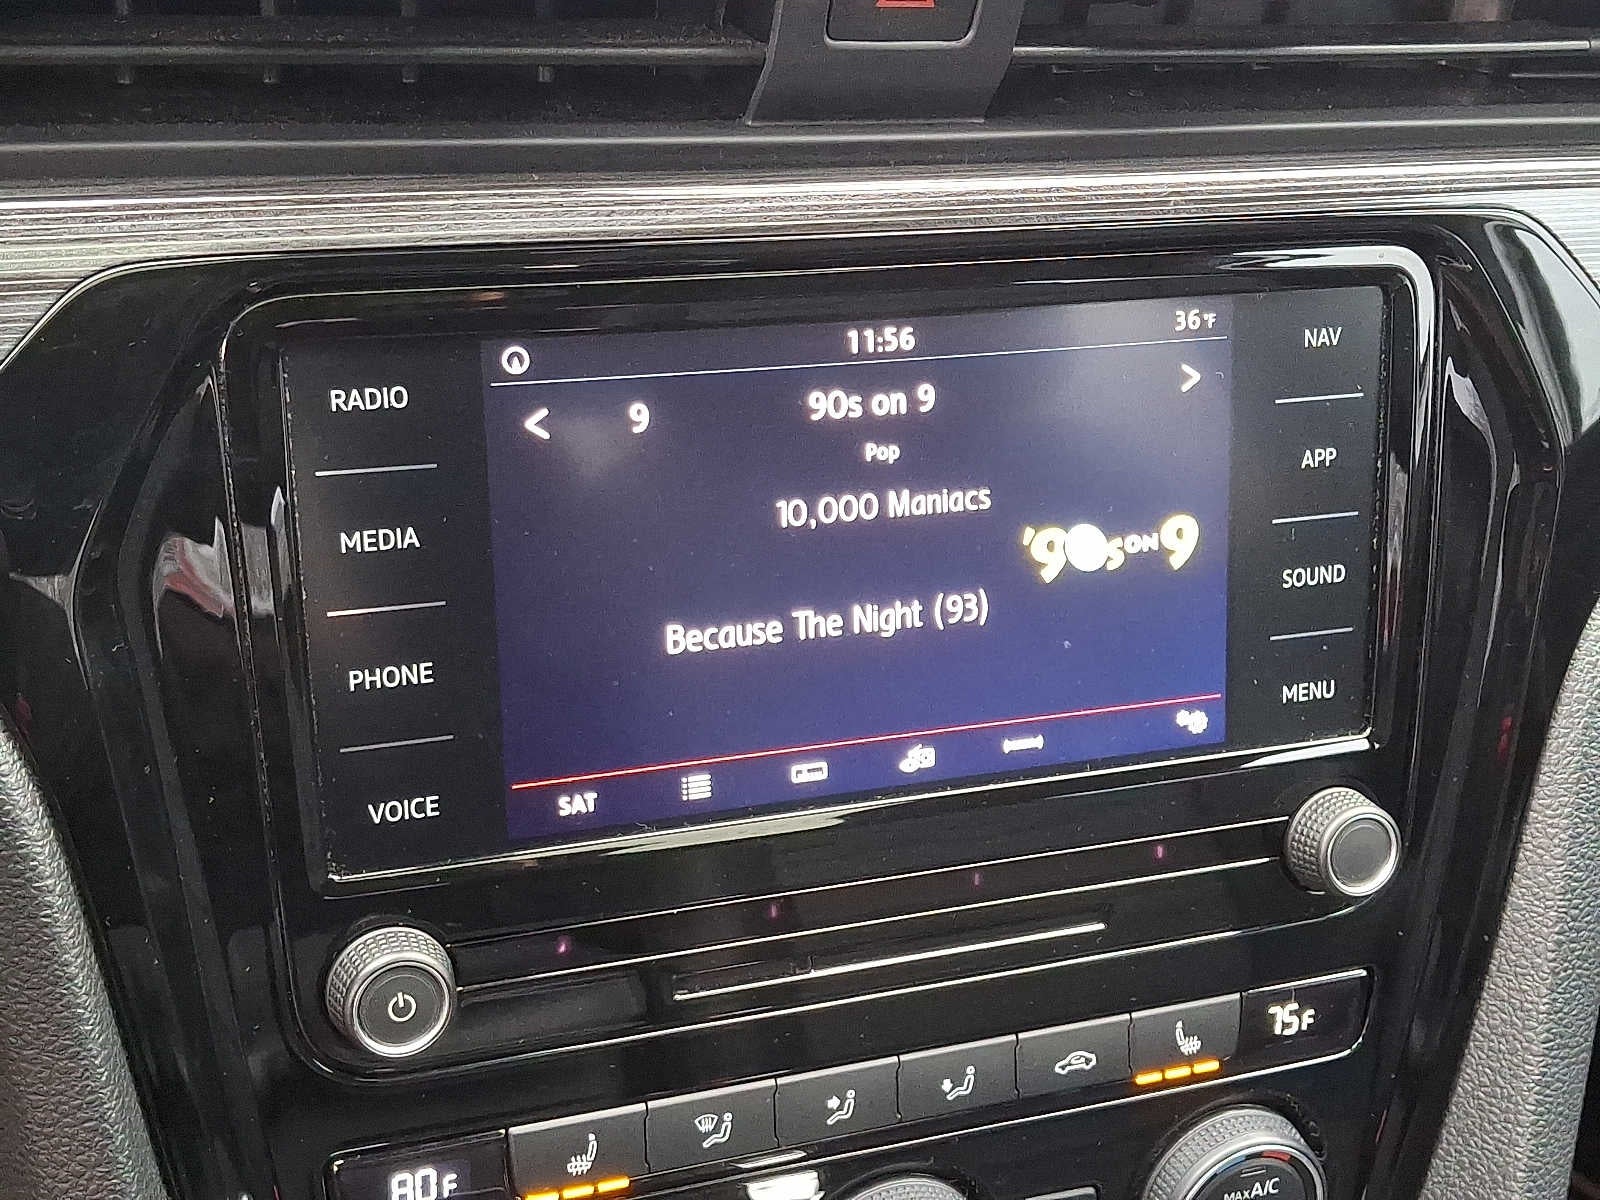 11:56
36°F
RADIO
MEDIA
PHONE
VOICE
< 9 90s on 9 >
Pop
10,000 Maniacs
'90s ON 9
Because The Night (93)
SAT
NAV
APP
SOUND
MENU
75F
80F
MAX A/C